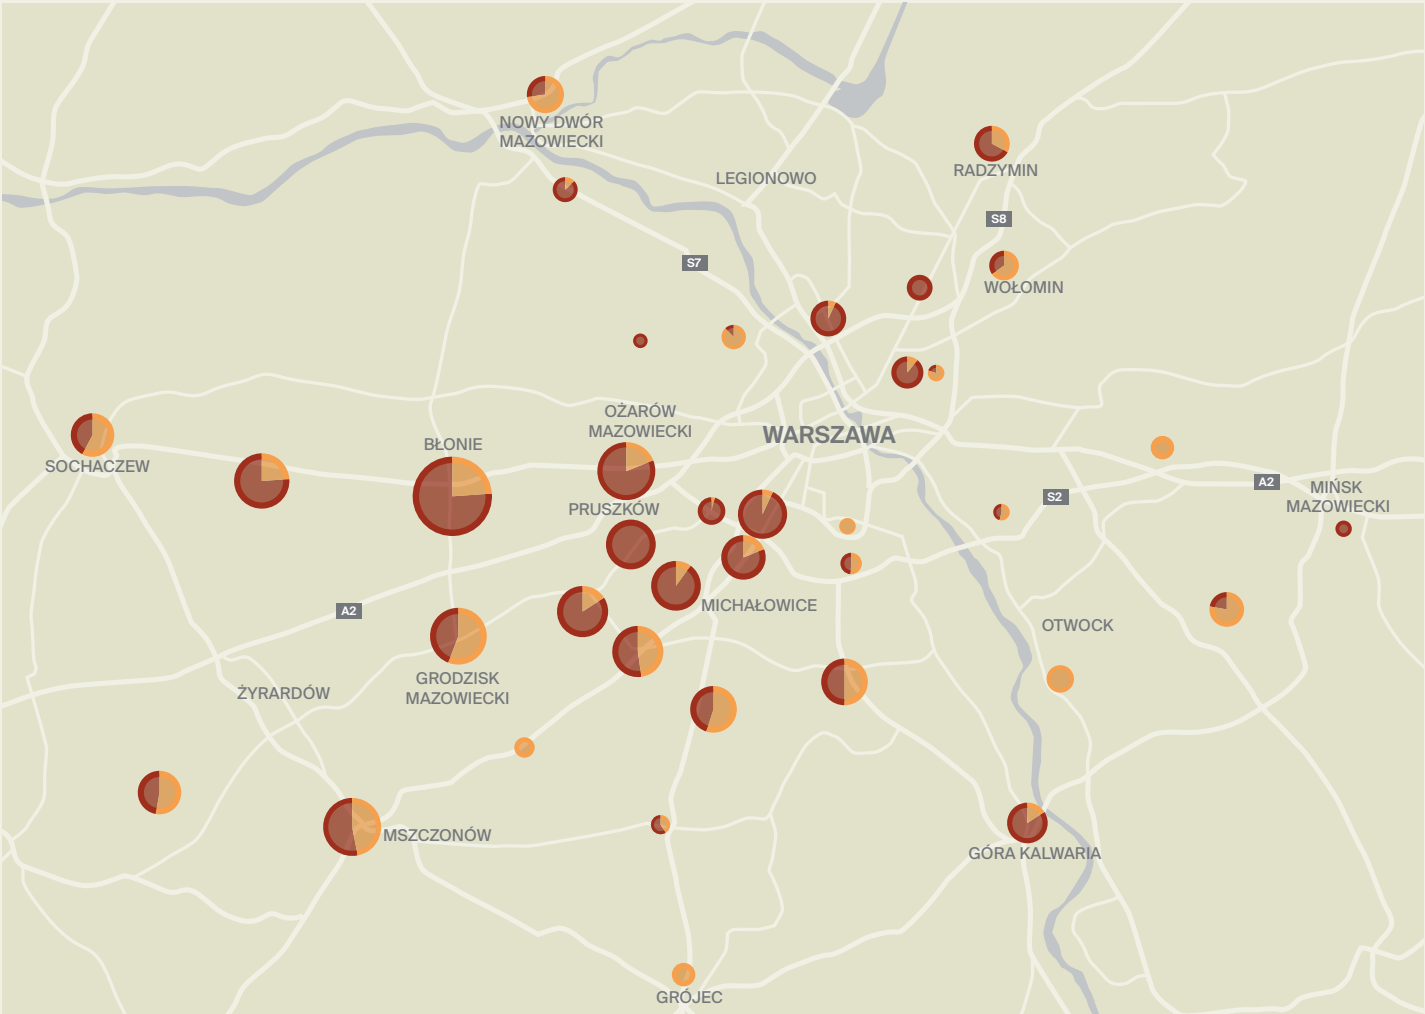 NOWY DWÓR
MAZOWIECKI
LEGIONOWO
RADZYMIN
S8
S7
WOŁOMIN
OŻARÓW
MAZOWIECKI
WARSZAWA
BŁONIE
SOCHACZEW
A2
MIŃSK
MAZOWIECKI
S2
PRUSZKÓW
A2
MICHAŁOWICE
OTWOCK
GRODZISK
MAZOWIECKI
ŻYRARDÓW
MSZCZONÓW
GÓRA KALWARIA
GRÓJEC